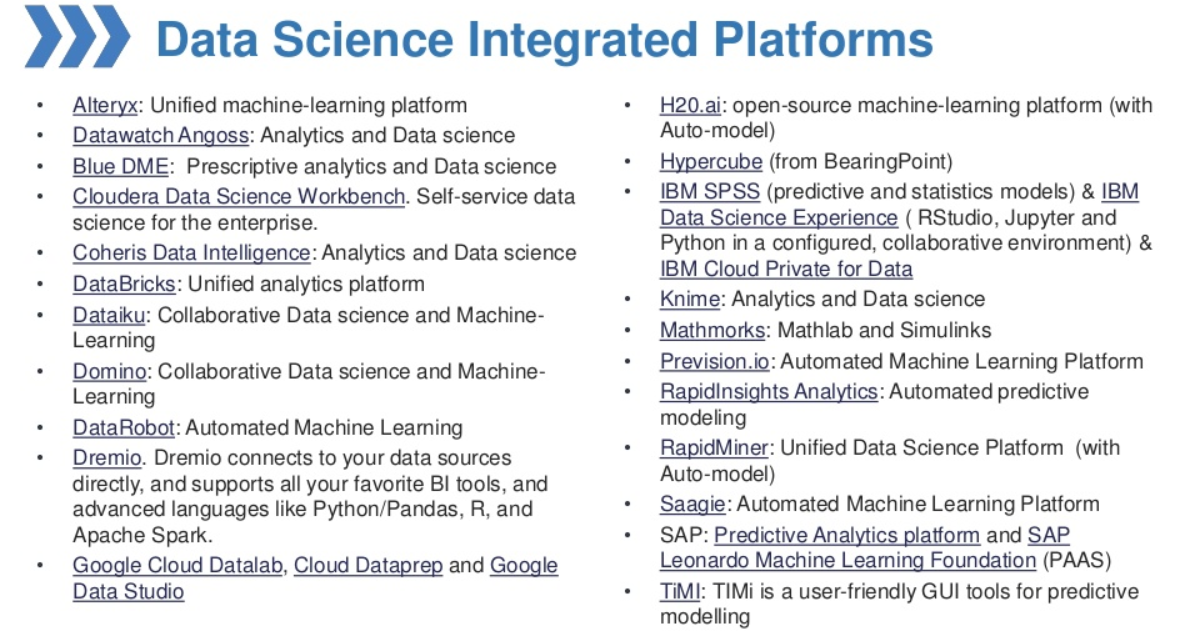 Data Science Integrated Platforms
• Alteryx: Unified machine-learning platform
• Datawatch Angoss: Analytics and Data science
• Blue DME: Prescriptive analytics and Data science
• Cloudera Data Science Workbench. Self-service data
science for the enterprise.
• Coheris Data Intelligence: Analytics and Data science
• DataBricks: Unified analytics platform
• Dataiku: Collaborative Data science and Machine-
Learning
• Domino: Collaborative Data science and Machine-
Learning
• DataRobot: Automated Machine Learning
• Dremio. Dremio connects to your data sources
directly, and supports all your favorite BI tools, and
advanced languages like Python/Pandas, R, and
Apache Spark.
• Google Cloud Datalab, Cloud Dataprep and Google
Data Studio
• H20.ai: open-source machine-learning platform (with
Auto-model)
• Hypercube (from BearingPoint)
• IBM SPSS (predictive and statistics models) & IBM
Data Science Experience ( RStudio, Jupyter and
Python in a configured, collaborative environment) &
IBM Cloud Private for Data
• Knime: Analytics and Data science
• Mathmorks: Mathlab and Simulinks
• Prevision.io: Automated Machine Learning Platform
• RapidInsights Analytics: Automated predictive
modeling
• RapidMiner: Unified Data Science Platform (with
Auto-model)
• Saagie: Automated Machine Learning Platform
• SAP: Predictive Analytics platform and SAP
Leonardo Machine Learning Foundation (PAAS)
• TiMI: TIMi is a user-friendly GUI tools for predictive
modelling